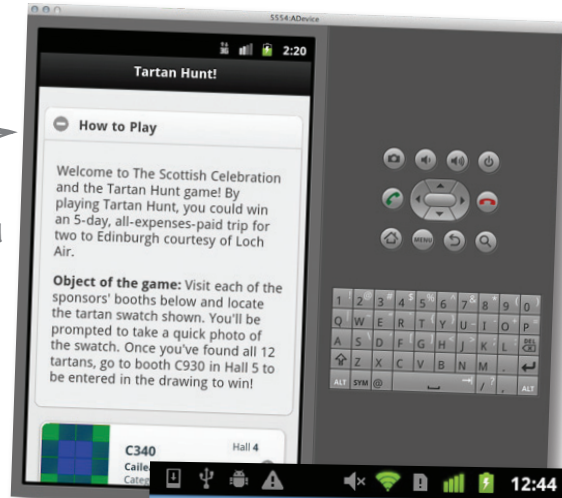 5554:ADevice
3G 2:20
Tartan Hunt!
How to Play
Welcome to The Scottish Celebration
and the Tartan Hunt game! By
playing Tartan Hunt, you could win
an 5-day, all-expenses-paid trip for
two to Edinburgh courtesy of Loch
Air.
Object of the game: Visit each of the
sponsors' booths below and locate
the tartan swatch shown. You'll be
prompted to take a quick photo of
the swatch. Once you've found all 12
tartans, go to booth C930 in Hall 5 to
be entered in the drawing to win!
C340 Hall 4
MENU
1 2 @ 3 # 4 $ 5 % 6 ^ 7 & 8 * 9 ( 0 )
Q W E R T Y U I O P
A S D F G H J K L DEL
Z X C V B N M .
ALT SYM @ / ? , ALT
12:44